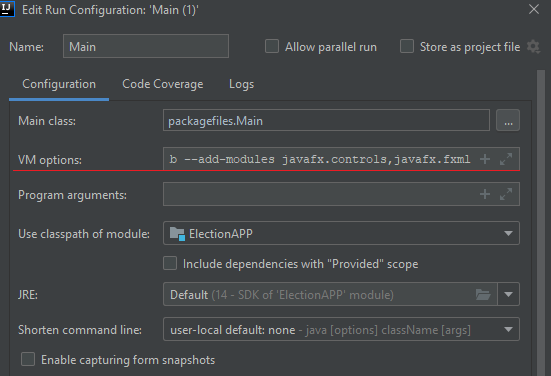 IJ Edit Run Configuration: 'Main (1)'
Name: Main Allow parallel run Store as project file
Configuration Code Coverage Logs
Main class: packagefiles.Main ...
VM options: b --add-modules javafx.controls,javafx.fxml
Program arguments:
Use classpath of module: ElectionAPP
Include dependencies with "Provided" scope
JRE: Default (14 - SDK of 'ElectionAPP' module)
Shorten command line: user-local default: none - java [options] className [args]
Enable capturing form snapshots